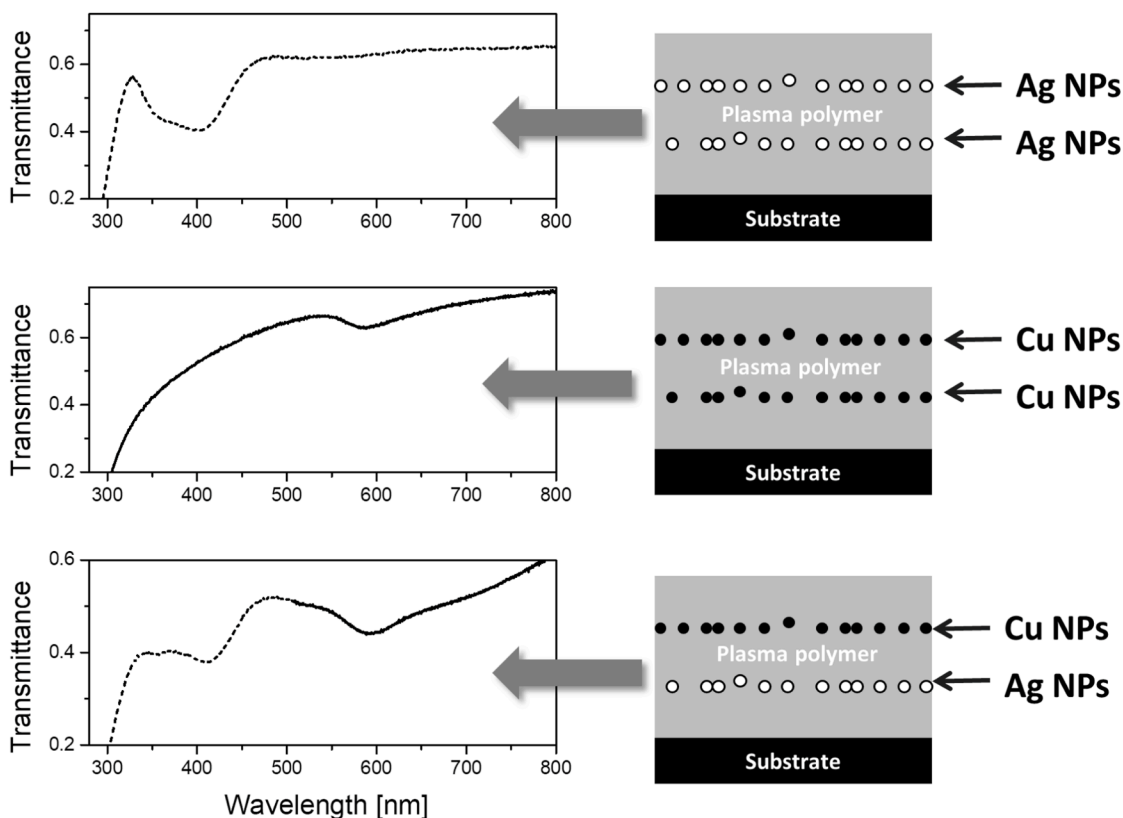 Transmittance
0.6
0.4
0.2
300 400 500 600 700 800
Plasma polymer
Substrate
Ag NPs
Ag NPs
Transmittance
0.6
0.4
0.2
300 400 500 600 700 800
Plasma polymer
Substrate
Cu NPs
Cu NPs
Transmittance
0.6
0.4
0.2
300 400 500 600 700 800
Wavelength [nm]
Plasma polymer
Substrate
Cu NPs
Ag NPs